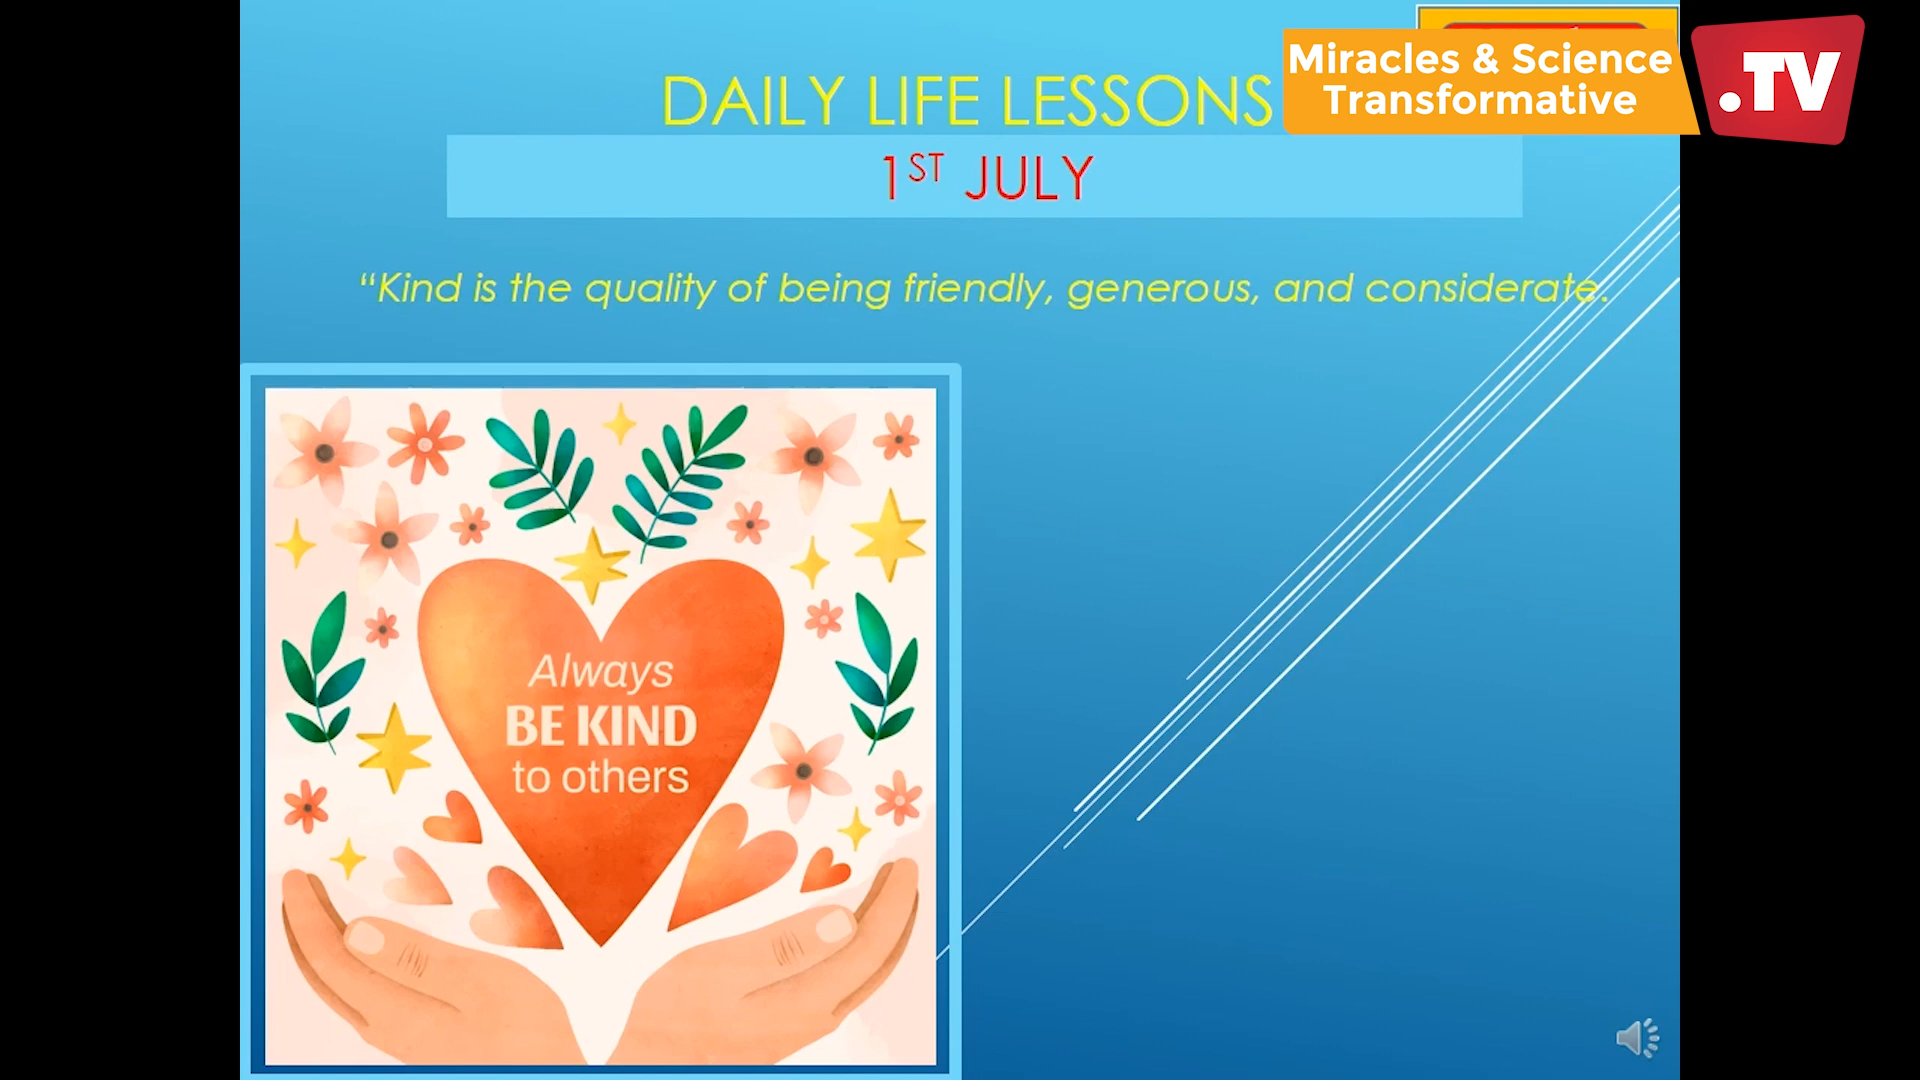 DAILY LIFE LESSONS
Miracles & Science
Transformative
.TV
1ST JULY
“Kind is the quality of being friendly, generous, and considerate.
Always
BE KIND
to others